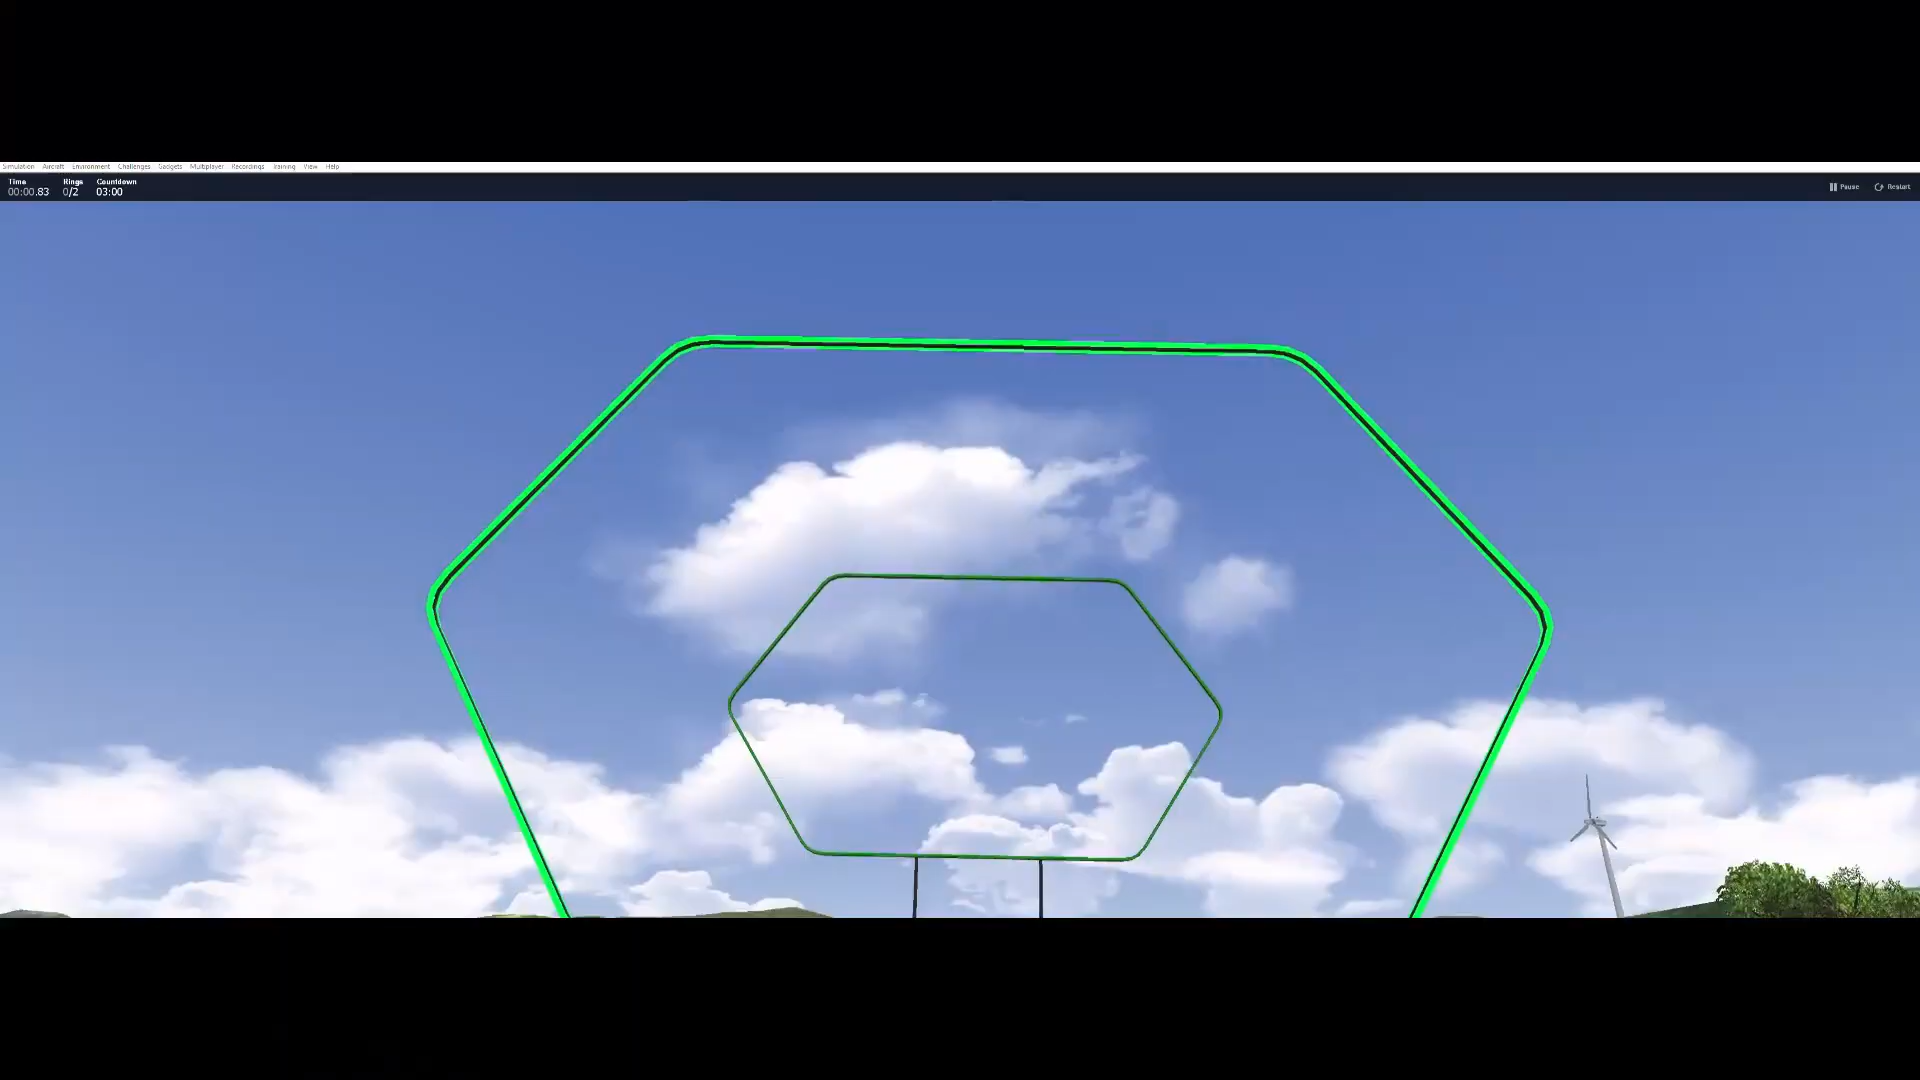 Simulation Aircraft Environment Challenges Gadgets Multiplayer Recordings Training View Help
Time Rings Countdown
00:00.83 0/2 03:00
Pause Restart